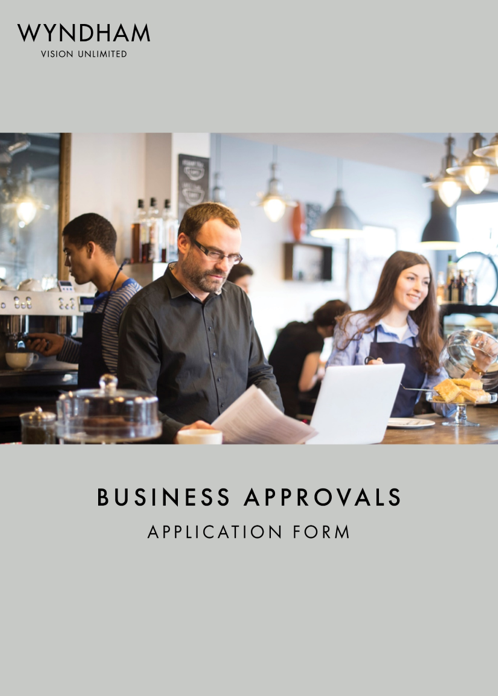 WYNDHAM
VISION UNLIMITED
BUSINESS APPROVALS
APPLICATION FORM